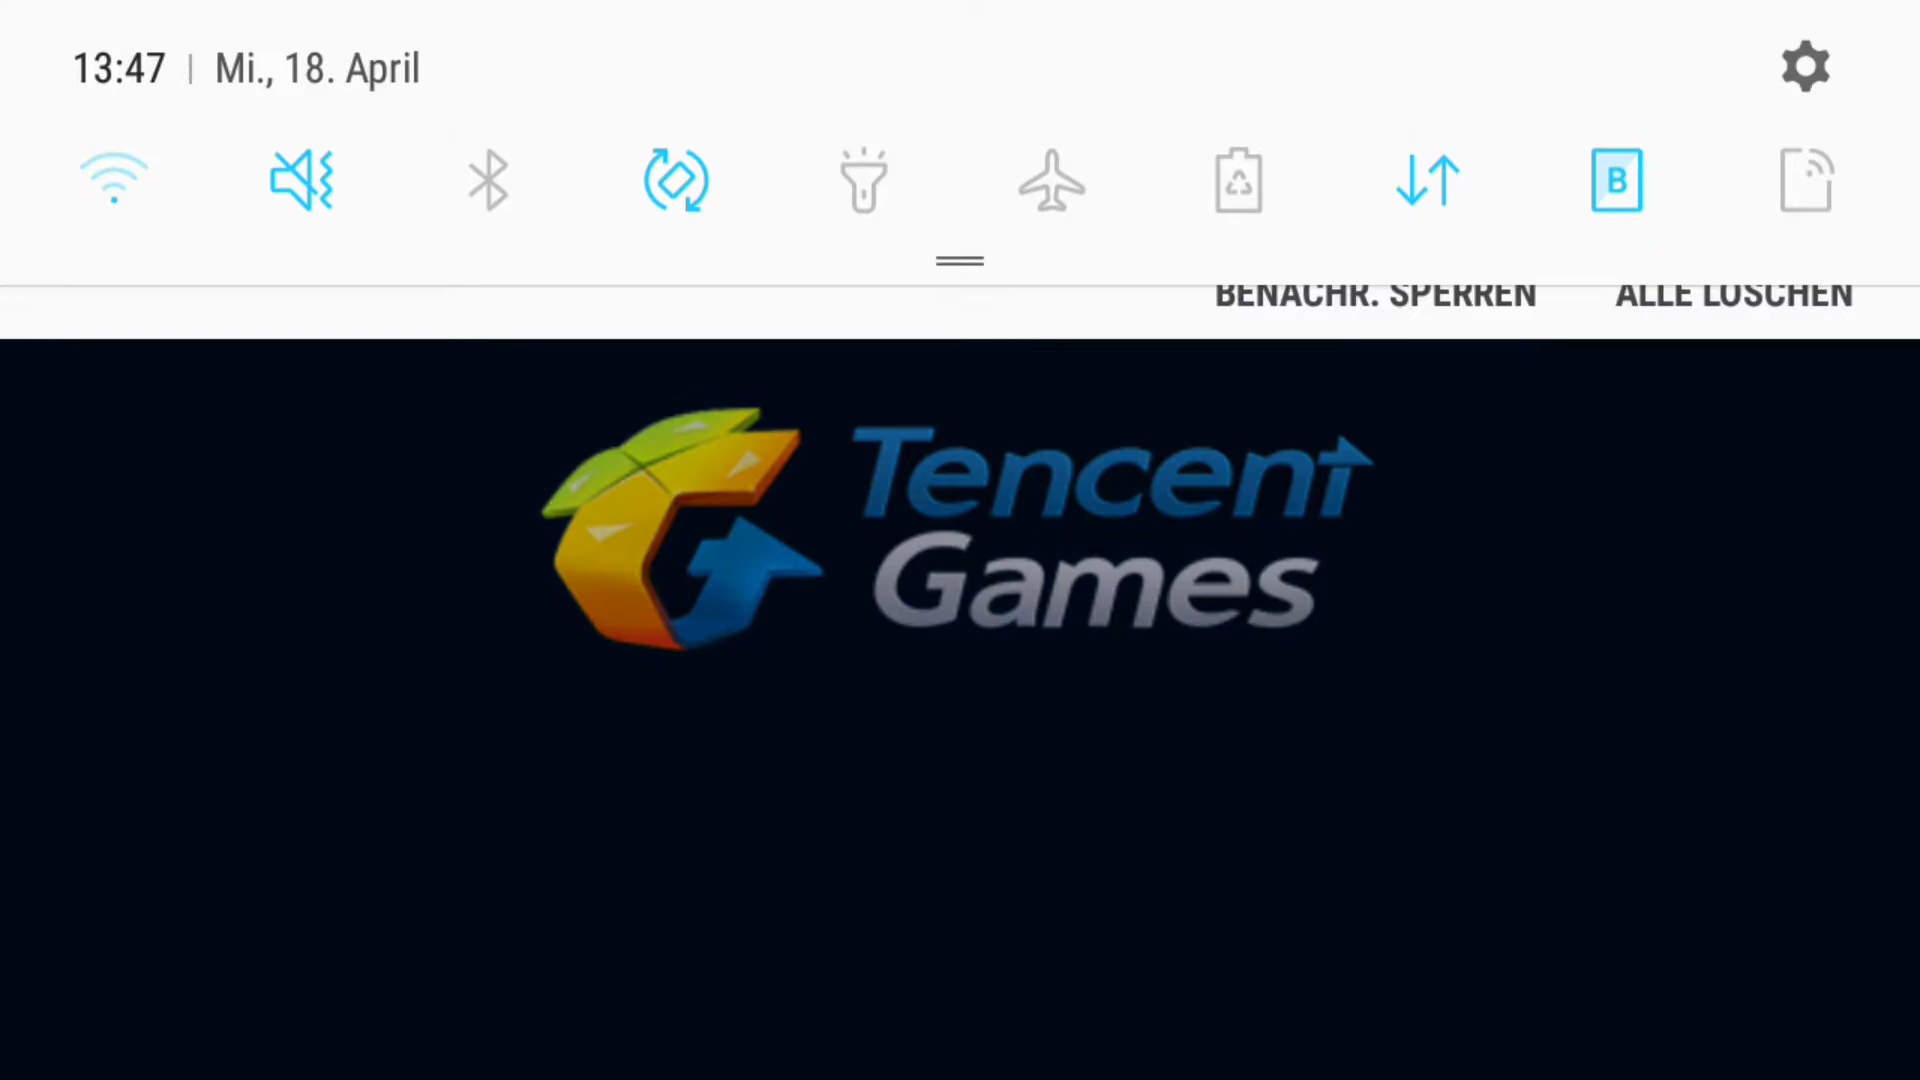 13:47 | Mi., 18. April
B
BENACHR. SPERREN ALLE LÖSCHEN
Tencent
Games